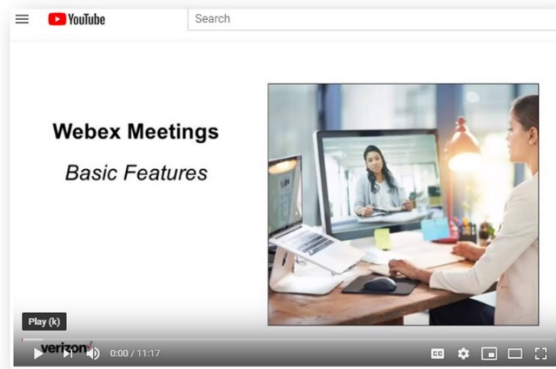 YouTube
Search
Webex Meetings
Basic Features
Play (k)
verizon
0:00 / 11:17
CC